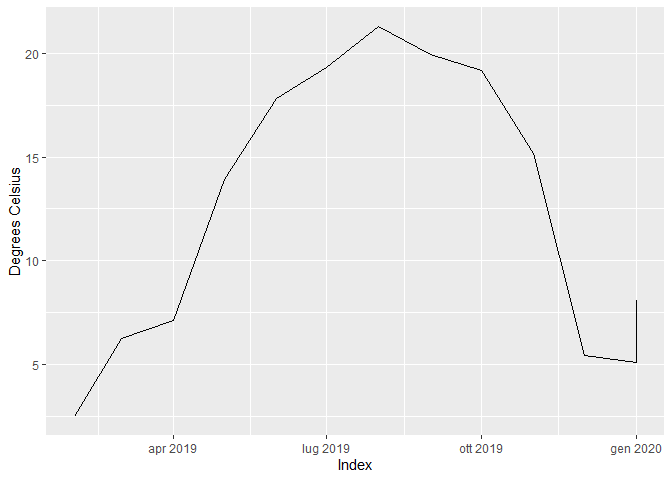 20
15
10
5
Degrees Celsius
apr 2019
lug 2019
ott 2019
gen 2020
Index